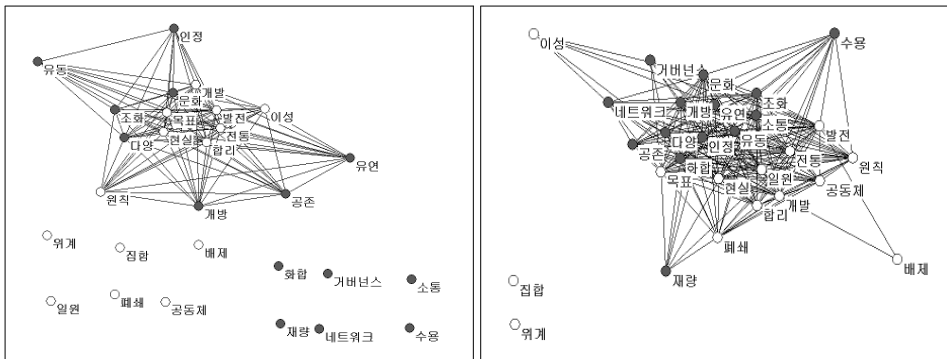 인정
유동
개발
문화
조화
목표
발전
이성
다양
현실
전통
합리
유연
원칙
개방
공존
위계
집합
배제
화합
거버넌스
소통
일원
폐쇄
공동체
재량
네트워크
수용
이성
수용
거버넌스
문화
네트워크
개방
유연
조화
소통
발전
공존
다양
인정
유동
전통
원칙
화합
목표
현실
일원
공동체
개발
합리
폐쇄
배제
재량
집합
위계